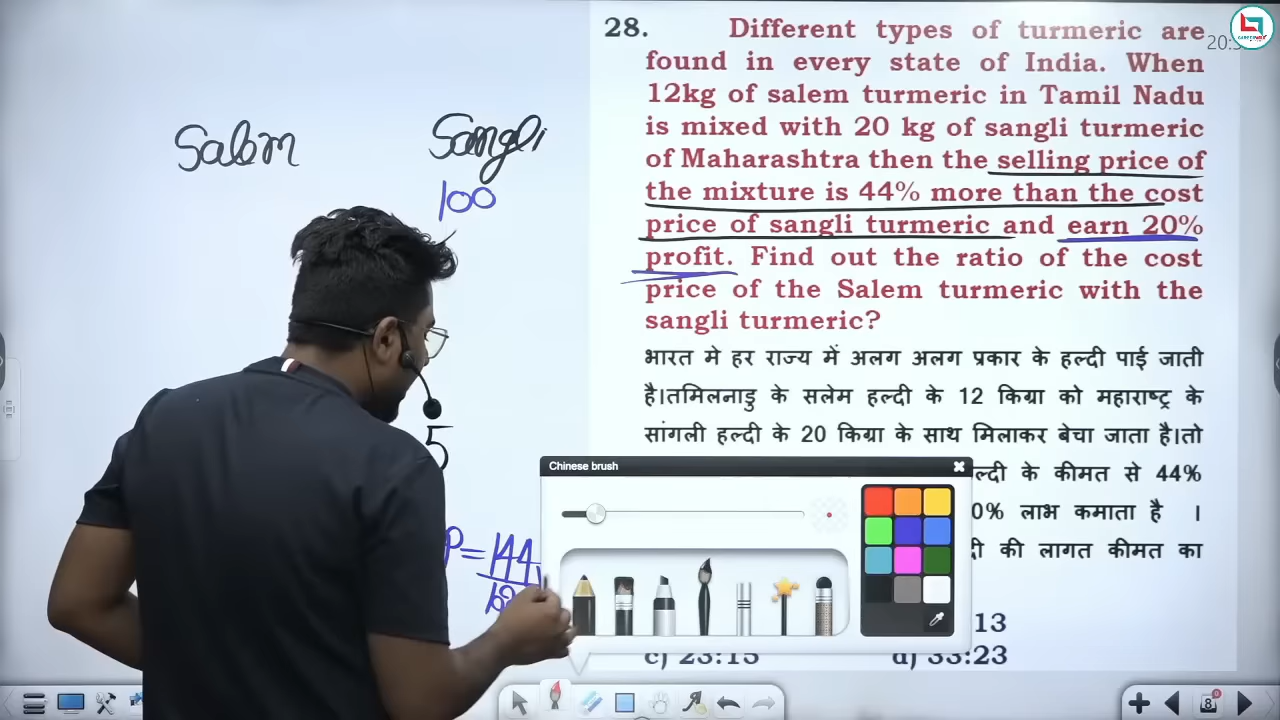 28. Different types of turmeric are
found in every state of India. When
12kg of salem turmeric in Tamil Nadu
is mixed with 20 kg of sangli turmeric
of Maharashtra then the selling price of
the mixture is 44% more than the cost
price of sangli turmeric and earn 20%
profit. Find out the ratio of the cost
price of the Salem turmeric with the
sangli turmeric?
भारत मे हर राज्य में अलग अलग प्रकार के हल्दी पाई जाती
है।तमिलनाडु के सलेम हल्दी के 12 किग्रा को महाराष्ट्र के
सांगली हल्दी के 20 किग्रा के साथ मिलाकर बेचा जाता है।तो
ल्दी के कीमत से 44%
0% लाभ कमाता है ।
दी की लागत कीमत का
13
c) 23:15 d) 33:23
Salem Sangli
100
5
P = 144
Chinese brush